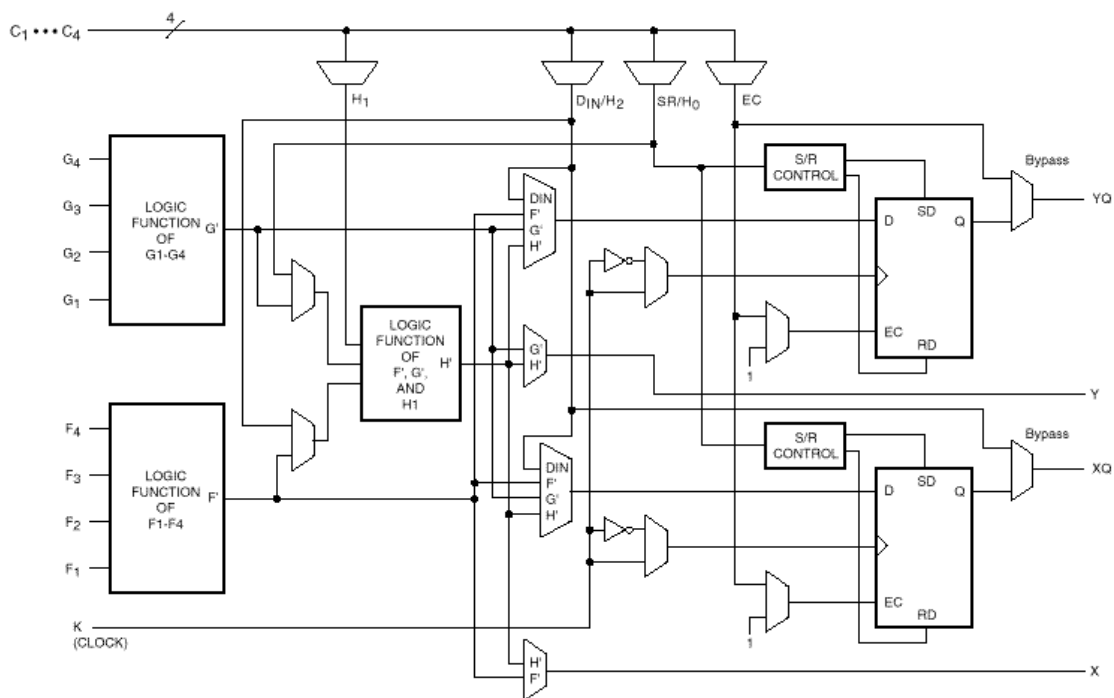 C1 ••• C4
4
H1
DIN/H2
SR/H0
EC
G4
G3
G2
G1
LOGIC
FUNCTION
OF
G1-G4
G'
S/R
CONTROL
Bypass
DIN
F'
G'
H'
D
SD
Q
YQ
EC
RD
1
LOGIC
FUNCTION
OF
F', G',
AND
H1
H'
G'
H'
Y
F4
F3
F2
F1
LOGIC
FUNCTION
OF
F1-F4
F'
S/R
CONTROL
Bypass
DIN
F'
G'
H'
D
SD
Q
XQ
EC
RD
1
K
(CLOCK)
H'
F'
X